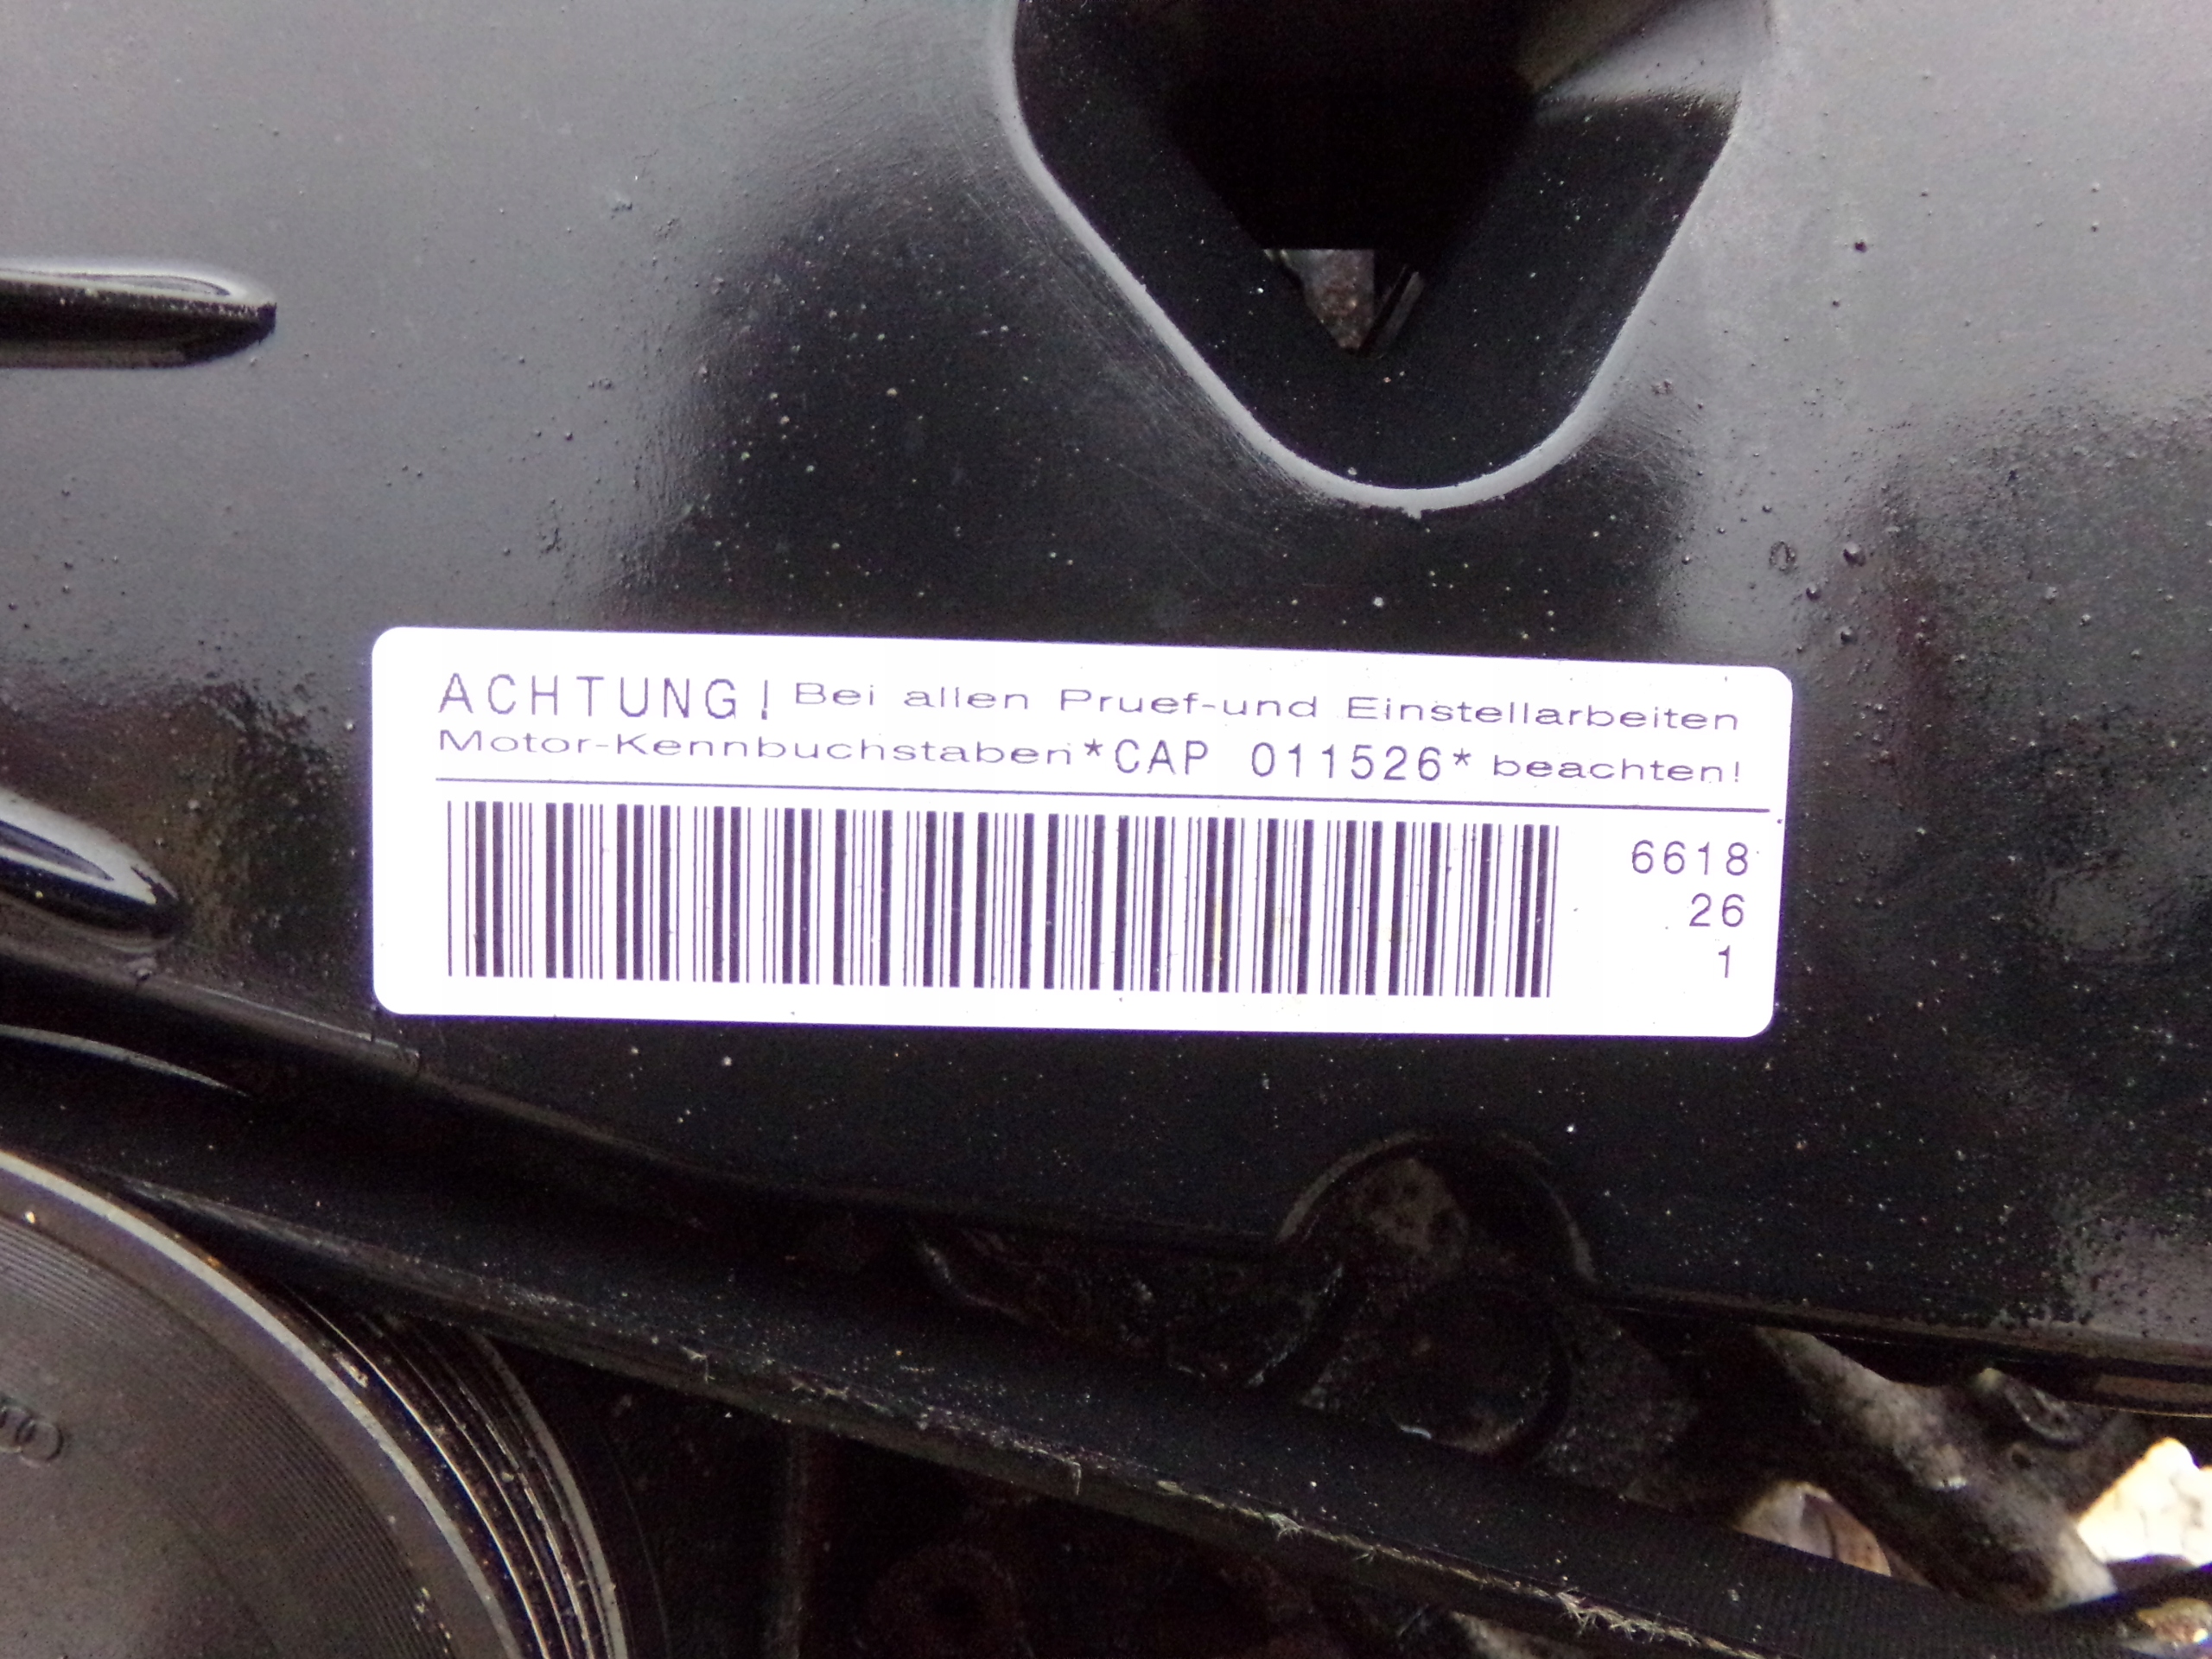 ACHTUNG! Bei allen Pruef-und Einstellarbeiten
Motor-Kennbuchstaben*CAP 011526* beachten!
6618
26
1